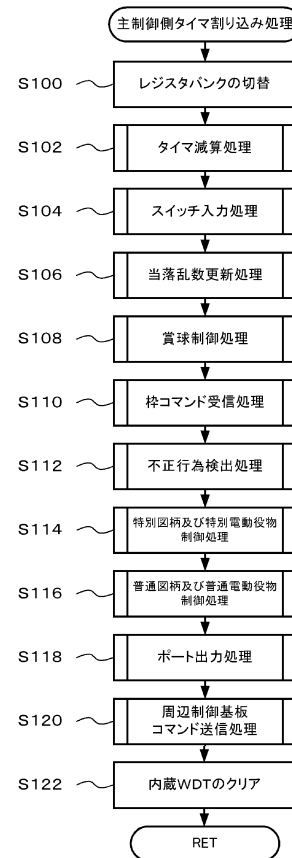 主制御側タイマ割り込み処理
S100
レジスタバンクの切替
S102
タイマ減算処理
S104
スイッチ入力処理
S106
当落乱数更新処理
S108
賞球制御処理
S110
枠コマンド受信処理
S112
不正行為検出処理
S114
特別図柄及び特別電動役物
制御処理
S116
普通図柄及び普通電動役物
制御処理
S118
ポート出力処理
S120
周辺制御基板
コマンド送信処理
S122
内蔵WDTのクリア
RET